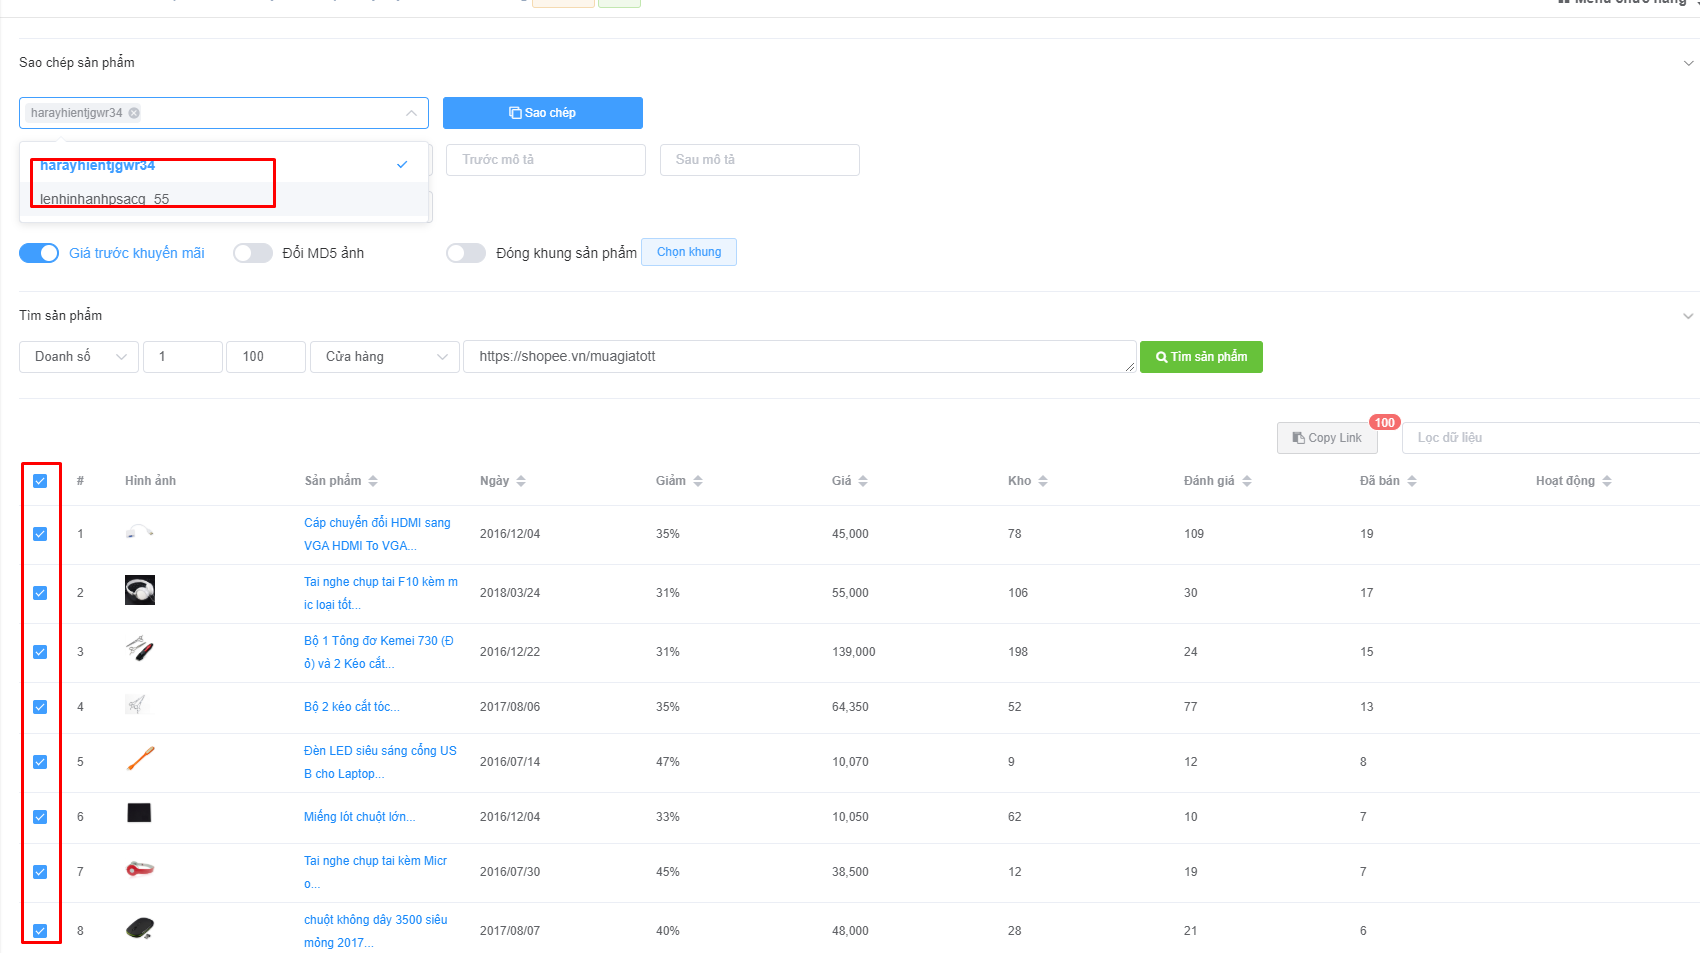 Menu chức năng
Sao chép sản phẩm
harayhientjgwr34
Sao chép
harayhientjgwr34
Trước mô tả
Sau mô tả
lenhinhanhpsacq_55
Giá trước khuyến mãi
Đổi MD5 ảnh
Đóng khung sản phẩm
Chọn khung
Tìm sản phẩm
Doanh số
1
100
Cửa hàng
https://shopee.vn/muagiatott
Tìm sản phẩm
100
Copy Link
Lọc dữ liệu
# Hình ảnh Sản phẩm Ngày Giảm Giá Kho Đánh giá Đã bán Hoạt động
1 Cáp chuyển đổi HDMI sang
VGA HDMI To VGA... 2016/12/04 35% 45,000 78 109 19
2 Tai nghe chụp tai F10 kèm m
ic loại tốt... 2018/03/24 31% 55,000 106 30 17
3 Bộ 1 Tông đơ Kemei 730 (Đ
ỏ) và 2 Kéo cắt... 2016/12/22 31% 139,000 198 24 15
4 Bộ 2 kéo cắt tóc... 2017/08/06 35% 64,350 52 77 13
5 Đèn LED siêu sáng cổng US
B cho Laptop... 2016/07/14 47% 10,070 9 12 8
6 Miếng lót chuột lớn... 2016/12/04 33% 10,050 62 10 7
7 Tai nghe chụp tai kèm Micr
o... 2016/07/30 45% 38,500 12 19 7
8 chuột không dây 3500 siêu
mỏng 2017... 2017/08/07 40% 48,000 28 21 6